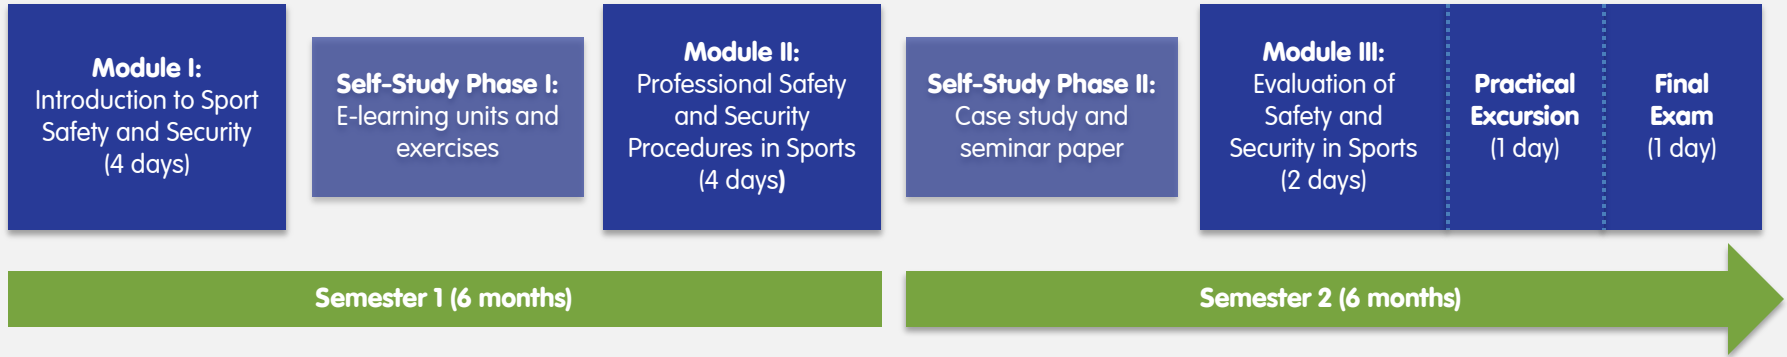 Module I:
Introduction to Sport
Safety and Security
(4 days)
Self-Study Phase I:
E-learning units and
exercises
Module II:
Professional Safety
and Security
Procedures in Sports
(4 days)
Self-Study Phase II:
Case study and
seminar paper
Module III:
Evaluation of
Safety and
Security in Sports
(2 days)
Practical
Excursion
(1 day)
Final
Exam
(1 day)
Semester 1 (6 months)
Semester 2 (6 months)